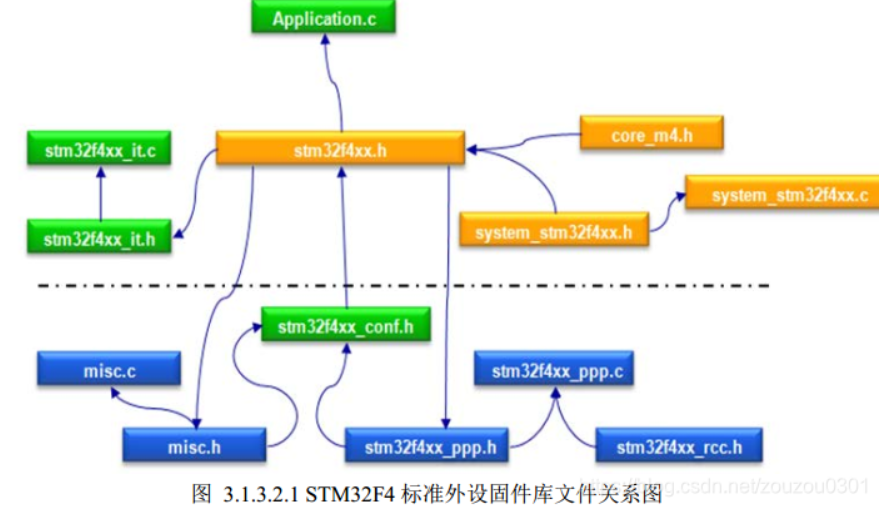 Application.c
stm32f4xx_it.c
stm32f4xx.h
core_m4.h
system_stm32f4xx.c
stm32f4xx_it.h
system_stm32f4xx.h
stm32f4xx_conf.h
misc.c
stm32f4xx_ppp.c
misc.h
stm32f4xx_ppp.h
stm32f4xx_rcc.h
图 3.1.3.2.1 STM32F4 标准外设固件库文件关系图
https://blog.csdn.net/zouzou0301